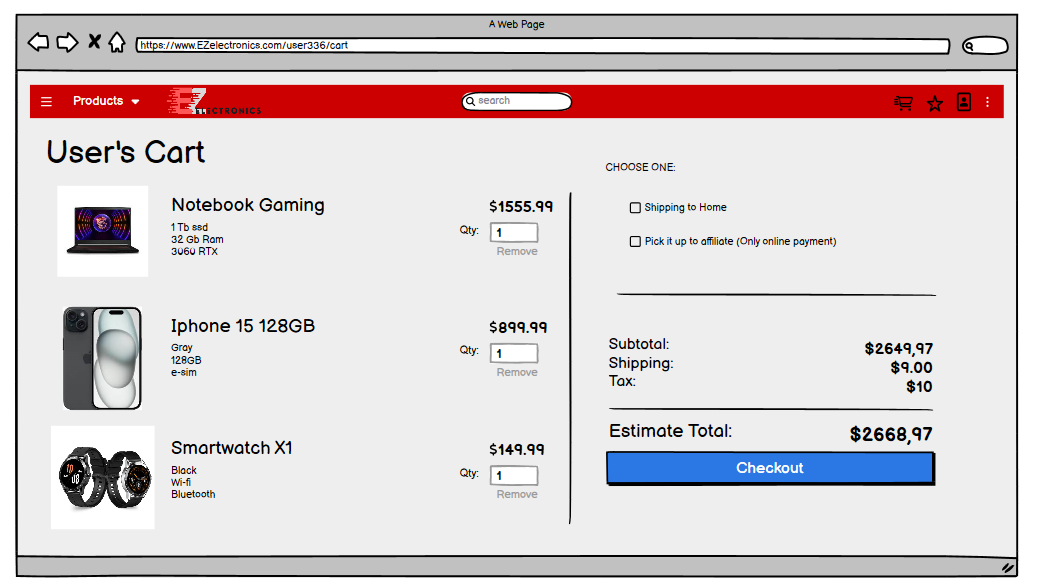 A Web Page
https://www.EZelectronics.com/user336/cart
Products
EZ
ELECTRONICS
search
User's Cart
Notebook Gaming
1 Tb ssd
32 Gb Ram
3060 RTX
$1555.99
Qty: 1
Remove
Iphone 15 128GB
Gray
128GB
e-sim
$899.99
Qty: 1
Remove
Smartwatch X1
Black
Wi-fi
Bluetooth
$149.99
Qty: 1
Remove
CHOOSE ONE:
Shipping to Home
Pick it up to affiliate (Only online payment)
Subtotal: $2649,97
Shipping: $9.00
Tax: $10
Estimate Total: $2668,97
Checkout